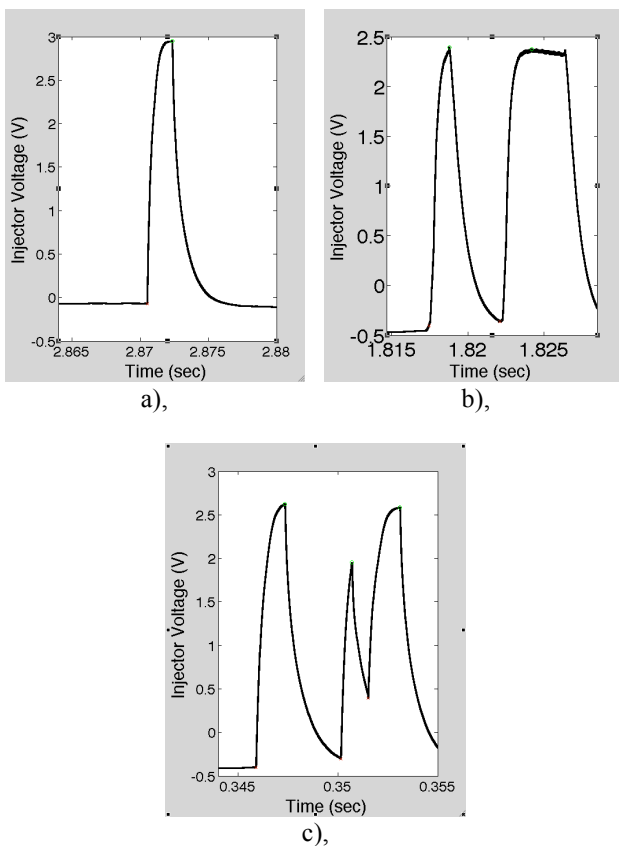 3
2.5
2
1.5
1
0.5
0
-0.5
2.865 2.87 2.875 2.88
Injector Voltage (V)
Time (sec)
a),
2.5
2
1.5
1
0.5
0
-0.5
1.815 1.82 1.825
Injector Voltage (V)
Time (sec)
b),
3
2.5
2
1.5
1
0.5
0
-0.5
0.345 0.35 0.355
Injector Voltage (V)
Time (sec)
c),